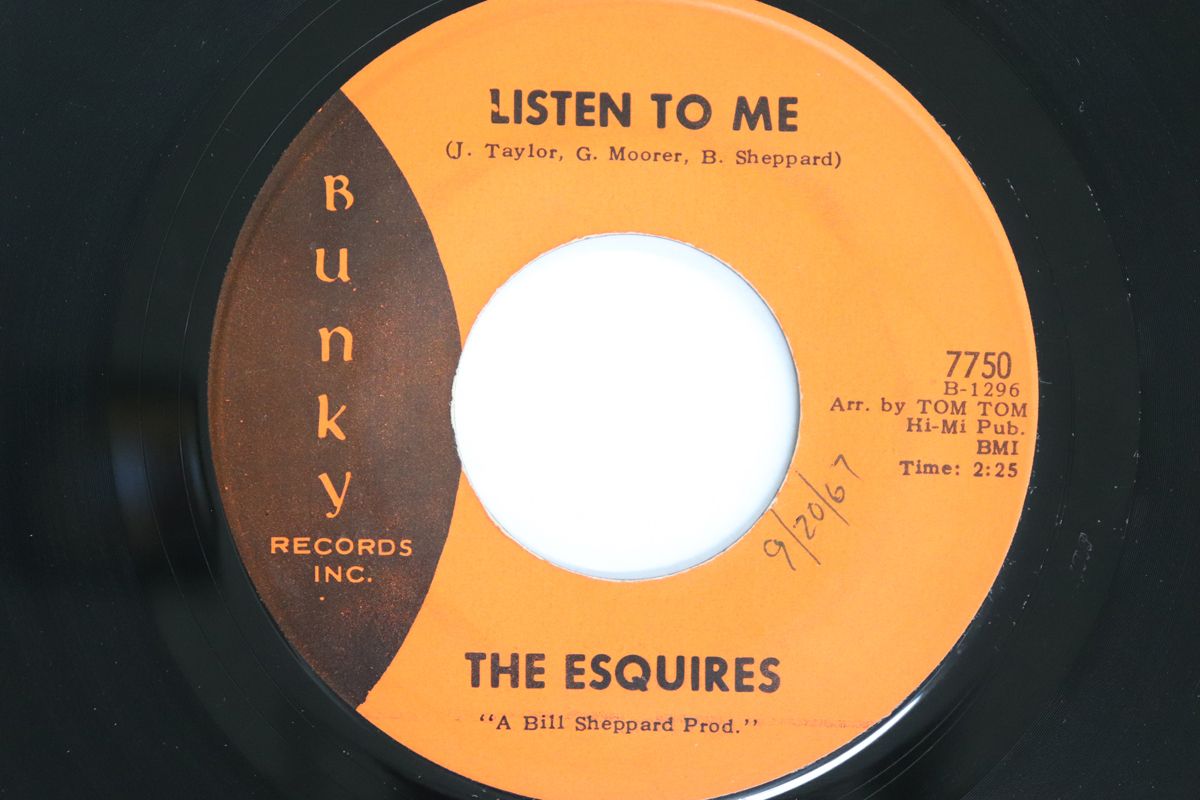 LISTEN TO ME
(J. Taylor, G. Moorer, B. Sheppard)
Bunky
RECORDS
INC.
7750
B-1296
Arr. by TOM TOM
Hi-Mi Pub.
BMI
Time: 2:25
9/20/67
THE ESQUIRES
“A Bill Sheppard Prod.”